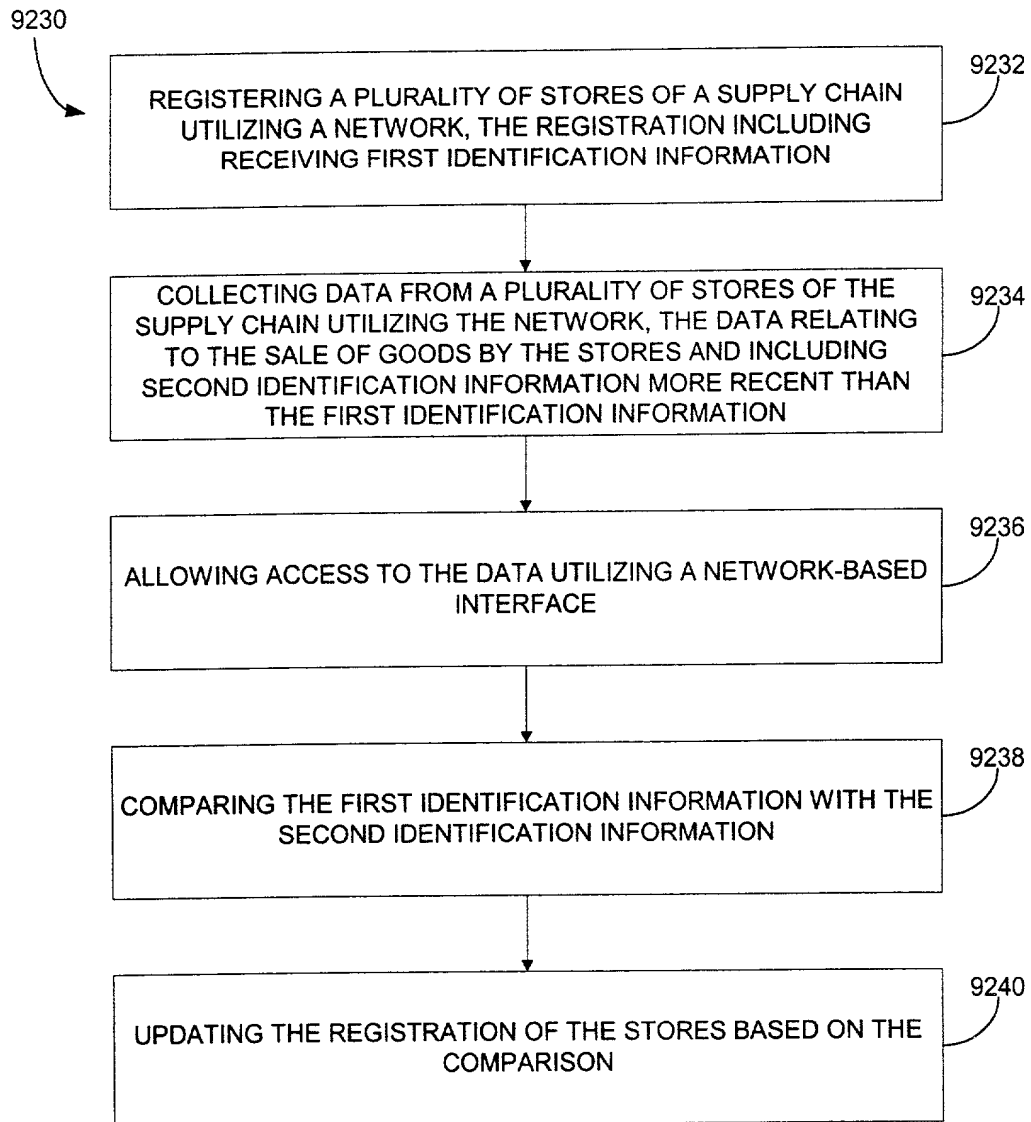 9230
9232
REGISTERING A PLURALITY OF STORES OF A SUPPLY CHAIN
UTILIZING A NETWORK, THE REGISTRATION INCLUDING
RECEIVING FIRST IDENTIFICATION INFORMATION
9234
COLLECTING DATA FROM A PLURALITY OF STORES OF THE
SUPPLY CHAIN UTILIZING THE NETWORK, THE DATA RELATING
TO THE SALE OF GOODS BY THE STORES AND INCLUDING
SECOND IDENTIFICATION INFORMATION MORE RECENT THAN
THE FIRST IDENTIFICATION INFORMATION
9236
ALLOWING ACCESS TO THE DATA UTILIZING A NETWORK-BASED
INTERFACE
9238
COMPARING THE FIRST IDENTIFICATION INFORMATION WITH THE
SECOND IDENTIFICATION INFORMATION
9240
UPDATING THE REGISTRATION OF THE STORES BASED ON THE
COMPARISON